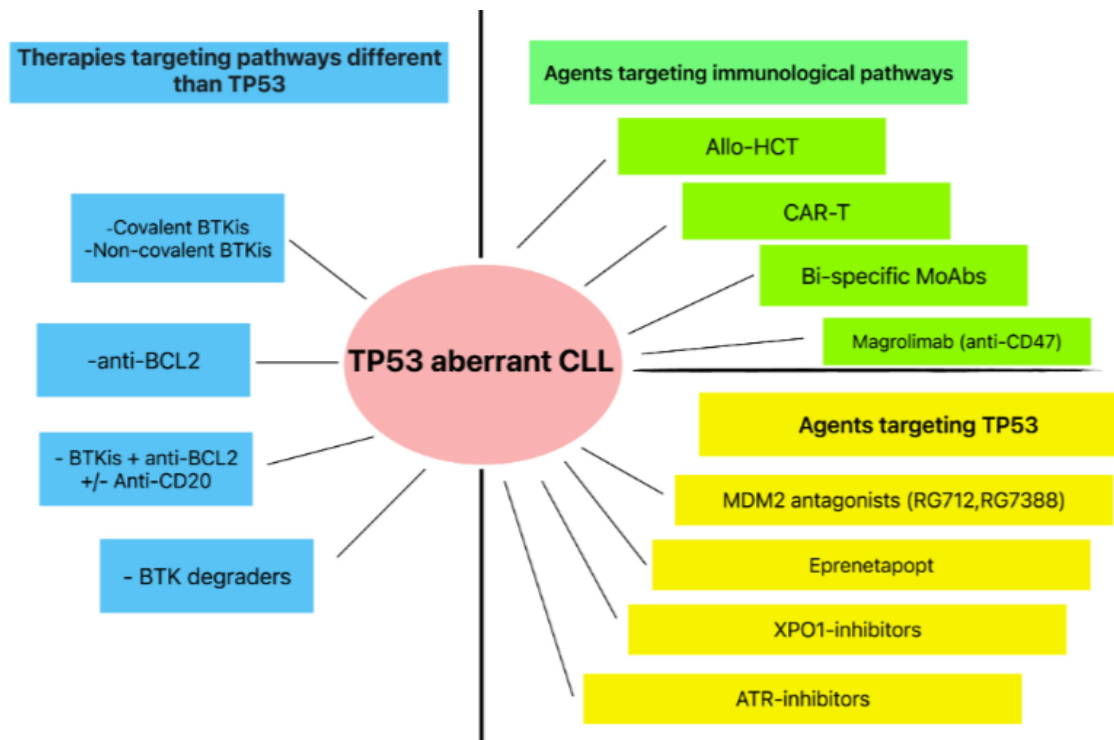 Therapies targeting pathways different
than TP53
-Covalent BTKis
-Non-covalent BTKis
-anti-BCL2
- BTKis + anti-BCL2
+/- Anti-CD20
- BTK degraders
TP53 aberrant CLL
Agents targeting immunological pathways
Allo-HCT
CAR-T
Bi-specific MoAbs
Magrolimab (anti-CD47)
Agents targeting TP53
MDM2 antagonists (RG712,RG7388)
Eprenetapopt
XPO1-inhibitors
ATR-inhibitors